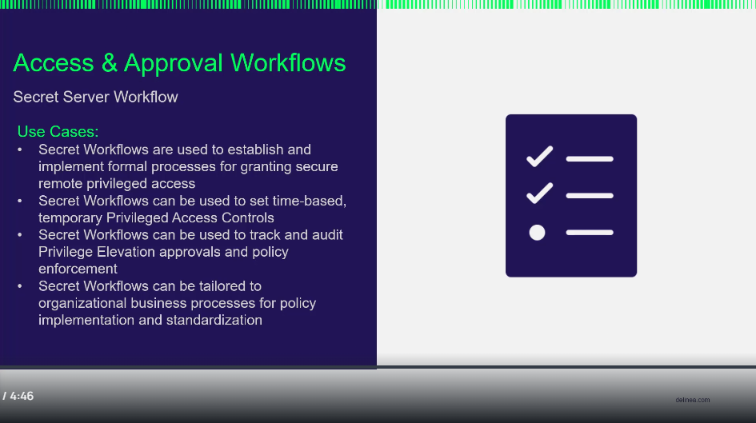 Access & Approval Workflows
Secret Server Workflow
Use Cases:
• Secret Workflows are used to establish and
implement formal processes for granting secure
remote privileged access
• Secret Workflows can be used to set time-based,
temporary Privileged Access Controls
• Secret Workflows can be used to track and audit
Privilege Elevation approvals and policy
enforcement
• Secret Workflows can be tailored to
organizational business processes for policy
implementation and standardization
/ 4:46
delinea.com